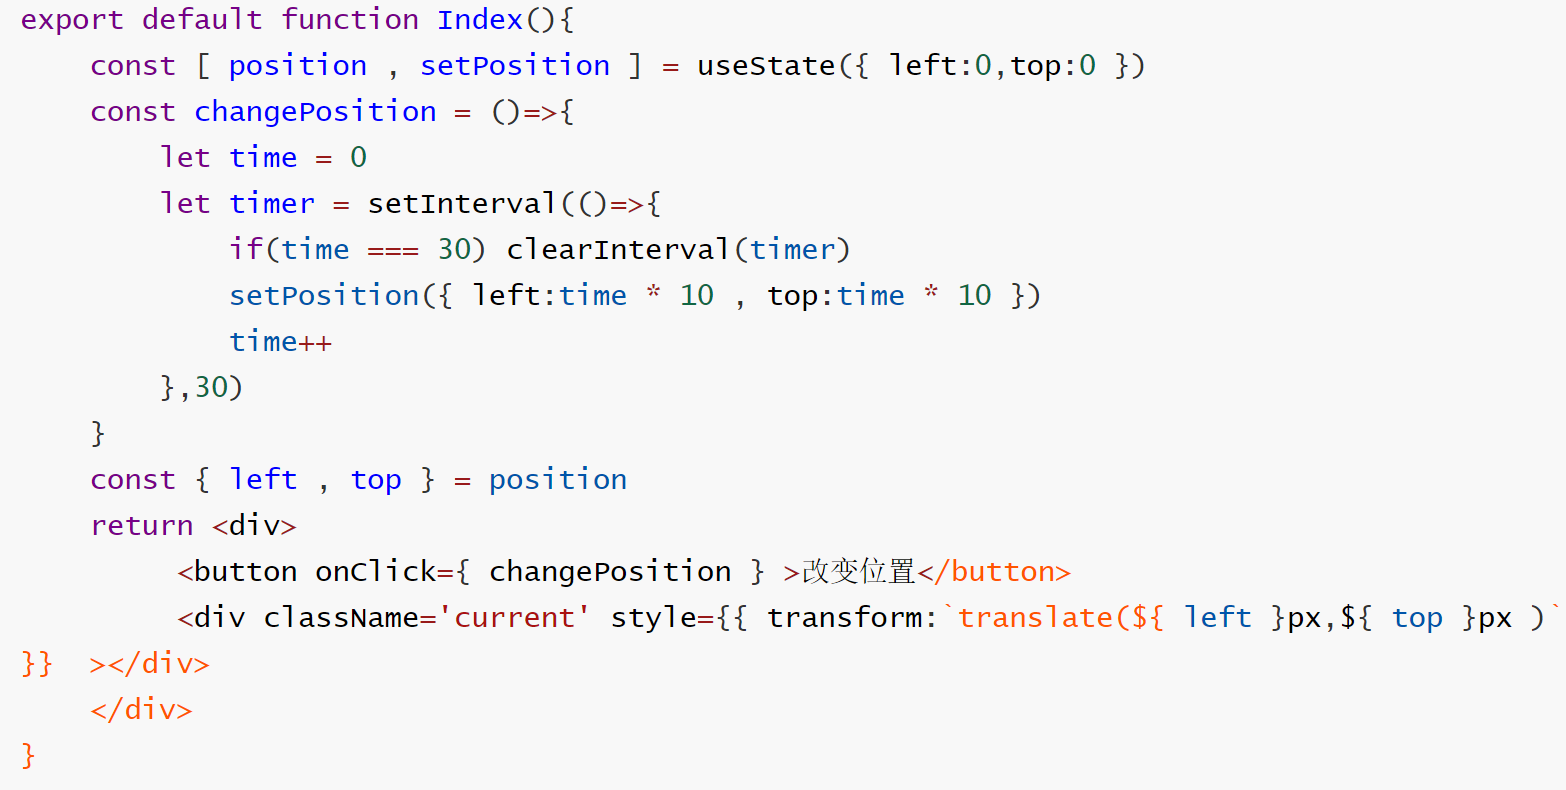 export default function Index(){
    const [ position , setPosition ] = useState({ left:0,top:0 })
    const changePosition = ()=>{
        let time = 0
        let timer = setInterval(()=>{
            if(time === 30) clearInterval(timer)
            setPosition({ left:time * 10 , top:time * 10 })
            time++
        },30)
    }
    const { left , top } = position
    return <div>
         <button onClick={ changePosition } >改变位置</button>
         <div className='current' style={{ transform:`translate(${ left }px,${ top }px )`
}}  ></div>
    </div>
}